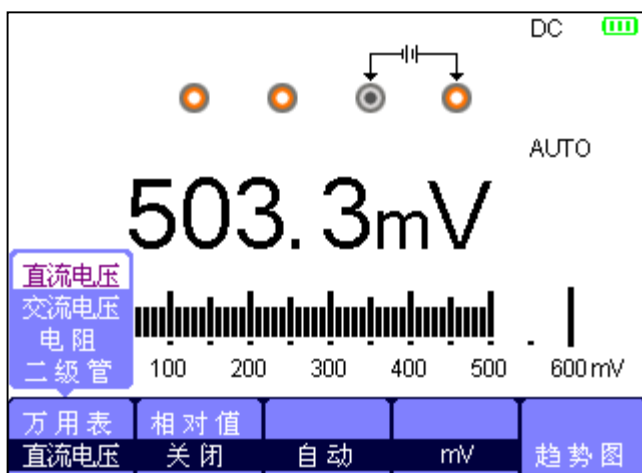 DC
AUTO
503.3mV
直流电压
交流电压
电阻
二级管
100 200 300 400 500 600 mV
万用表 相对值
直流电压 关闭 自动 mV 趋势图